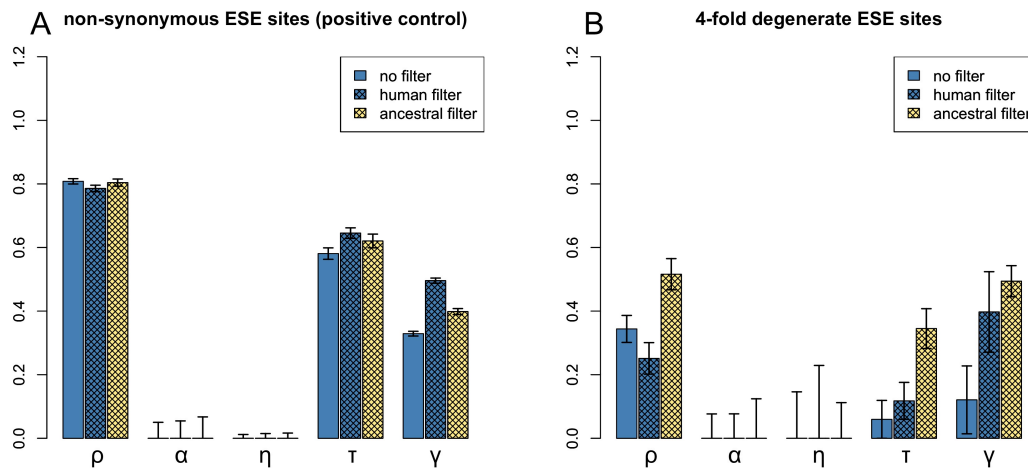 A non-synonymous ESE sites (positive control)
1.2
1.0
0.8
0.6
0.4
0.2
0.0
no filter
human filter
ancestral filter
ρ α η τ γ
B 4-fold degenerate ESE sites
1.2
1.0
0.8
0.6
0.4
0.2
0.0
no filter
human filter
ancestral filter
ρ α η τ γ